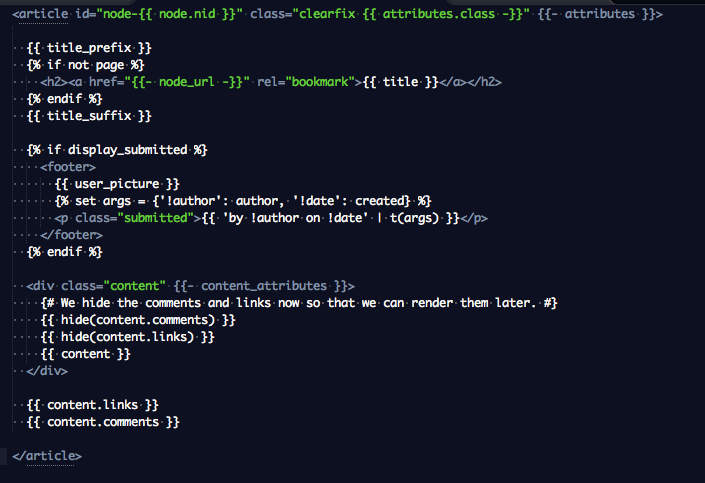 <article id="node-{{ node.nid }}" class="clearfix {{ attributes.class -}}" {{- attributes }}>
{{ title_prefix }}
{% if not page %}
<h2><a href="{{- node_url -}}" rel="bookmark">{{ title }}</a></h2>
{% endif %}
{{ title_suffix }}
{% if display_submitted %}
<footer>
{{ user_picture }}
{% set args = {'!author': author, '!date': created} %}
<p class="submitted">{{ 'by !author on !date' | t(args) }}</p>
</footer>
{% endif %}
<div class="content" {{- content_attributes }}>
{# We hide the comments and links now so that we can render them later. #}
{{ hide(content.comments) }}
{{ hide(content.links) }}
{{ content }}
</div>
{{ content.links }}
{{ content.comments }}
</article>